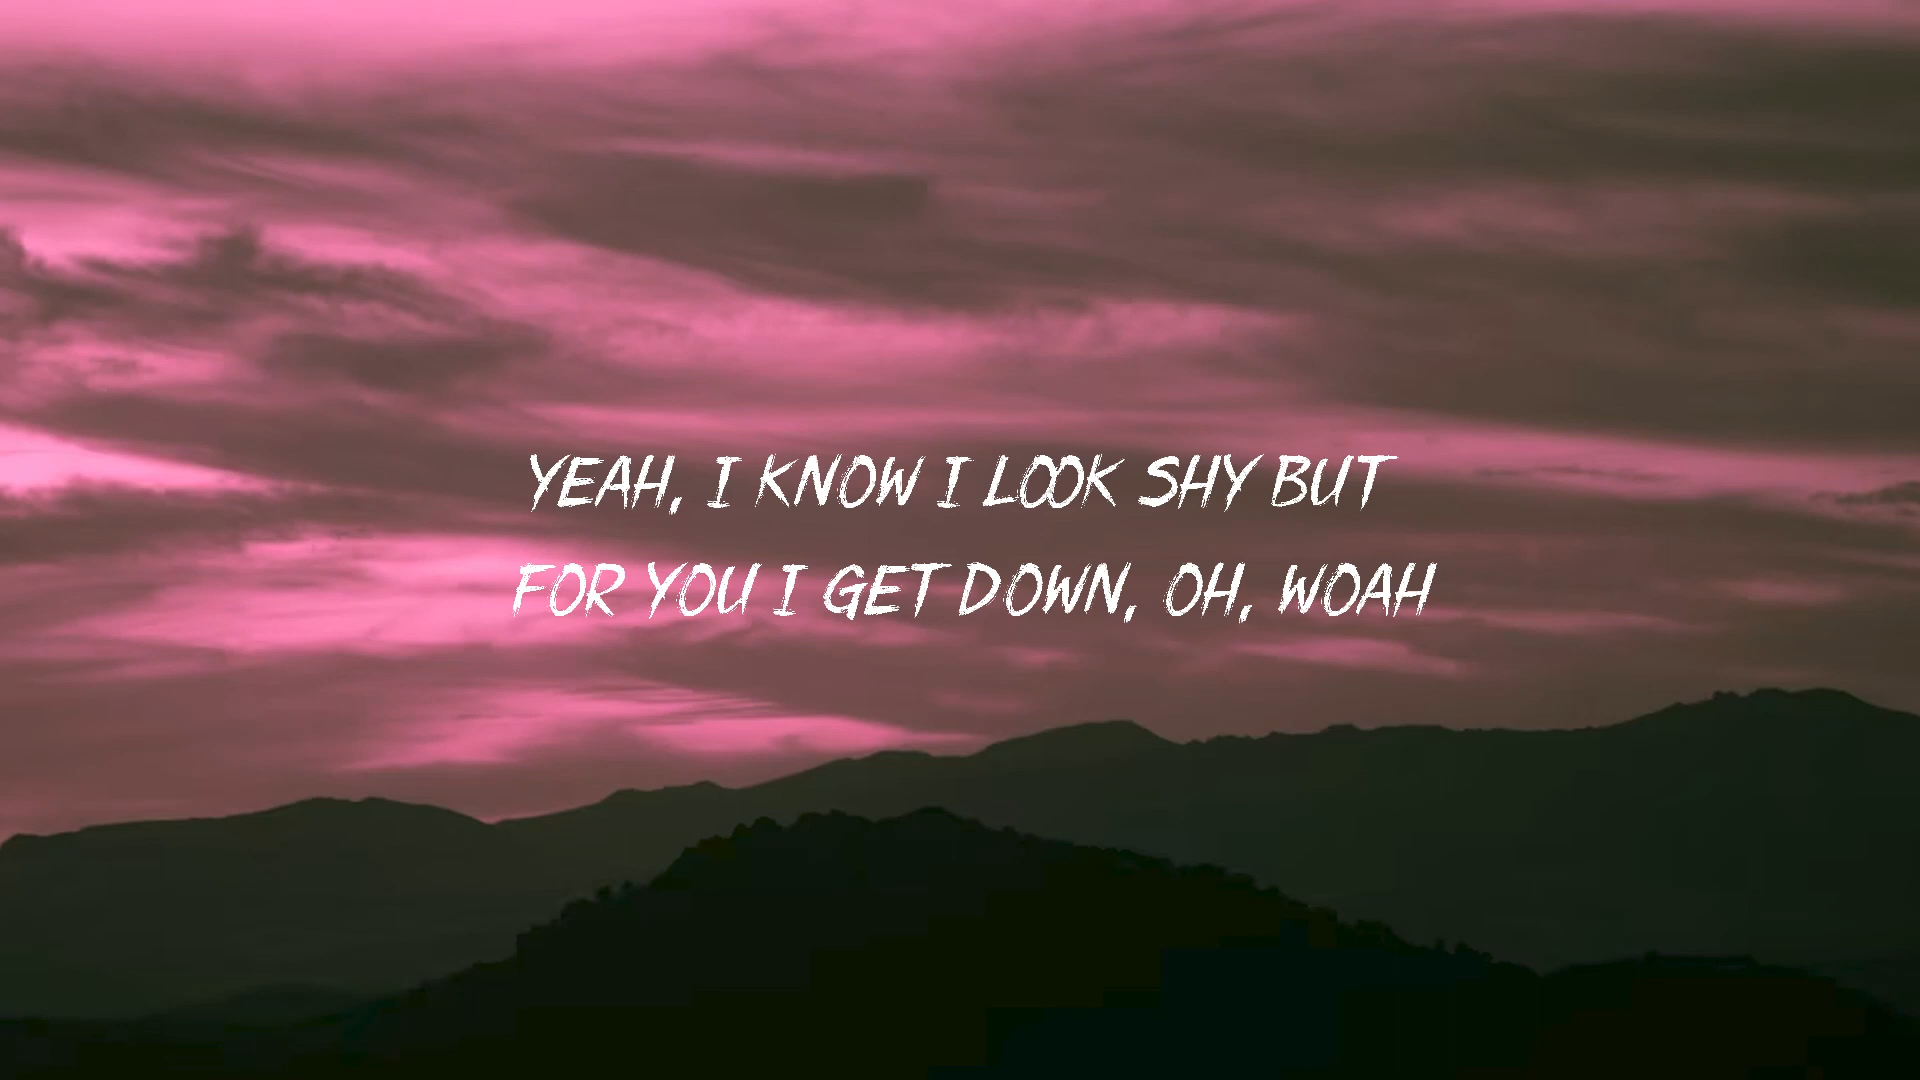 YEAH, I KNOW I LOOK SHY BUT
FOR YOU I GET DOWN, OH, WOAH